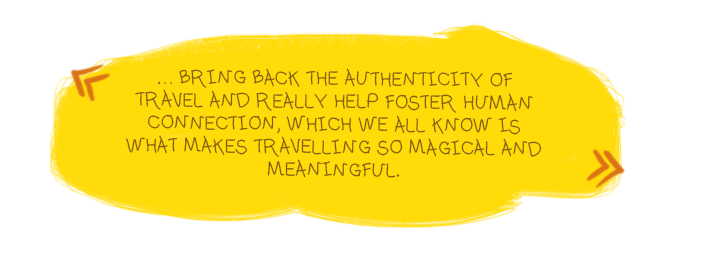 « ... BRING BACK THE AUTHENTICITY OF
TRAVEL AND REALLY HELP FOSTER HUMAN
CONNECTION, WHICH WE ALL KNOW IS
WHAT MAKES TRAVELLING SO MAGICAL AND
MEANINGFUL. »